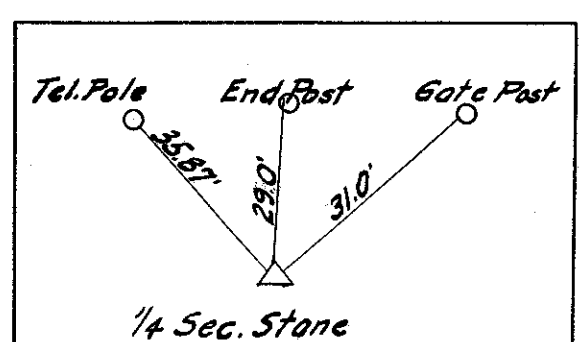 Tel. Pole End Post Gate Post
35.87'
29.0'
31.0'
1/4 Sec. Stone